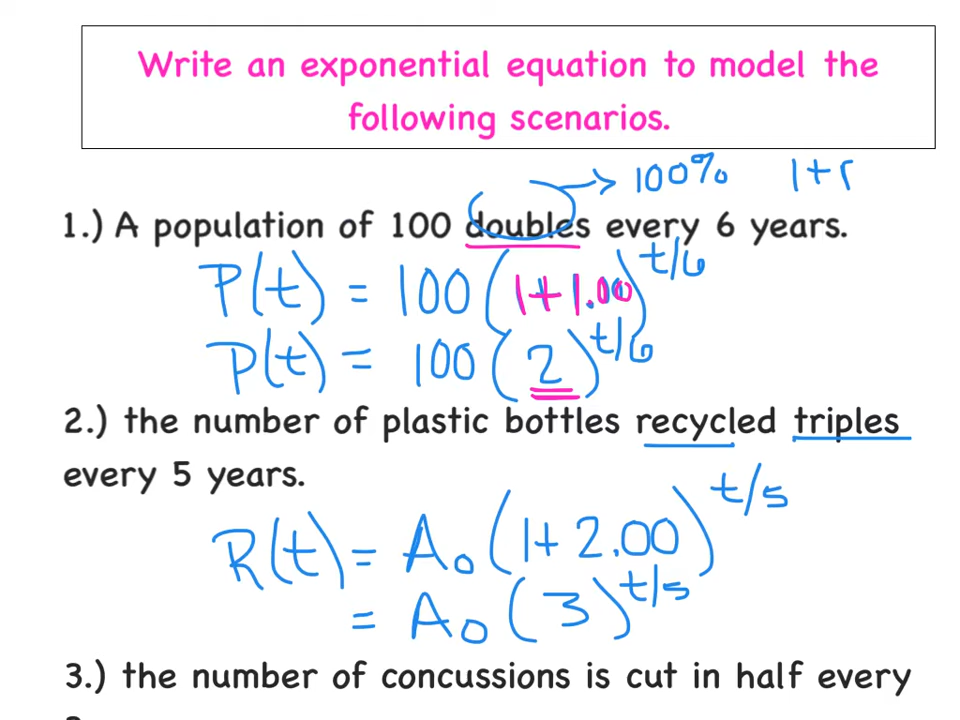 Write an exponential equation to model the
following scenarios.
100% 1+r
1.) A population of 100 doubles every 6 years.
P(t) = 100 (1+1.00)^t/6
P(t) = 100 (2)^t/6
2.) the number of plastic bottles recycled triples
every 5 years.
R(t) = A₀ (1+2.00)^t/5
= A₀ (3)^t/5
3.) the number of concussions is cut in half every